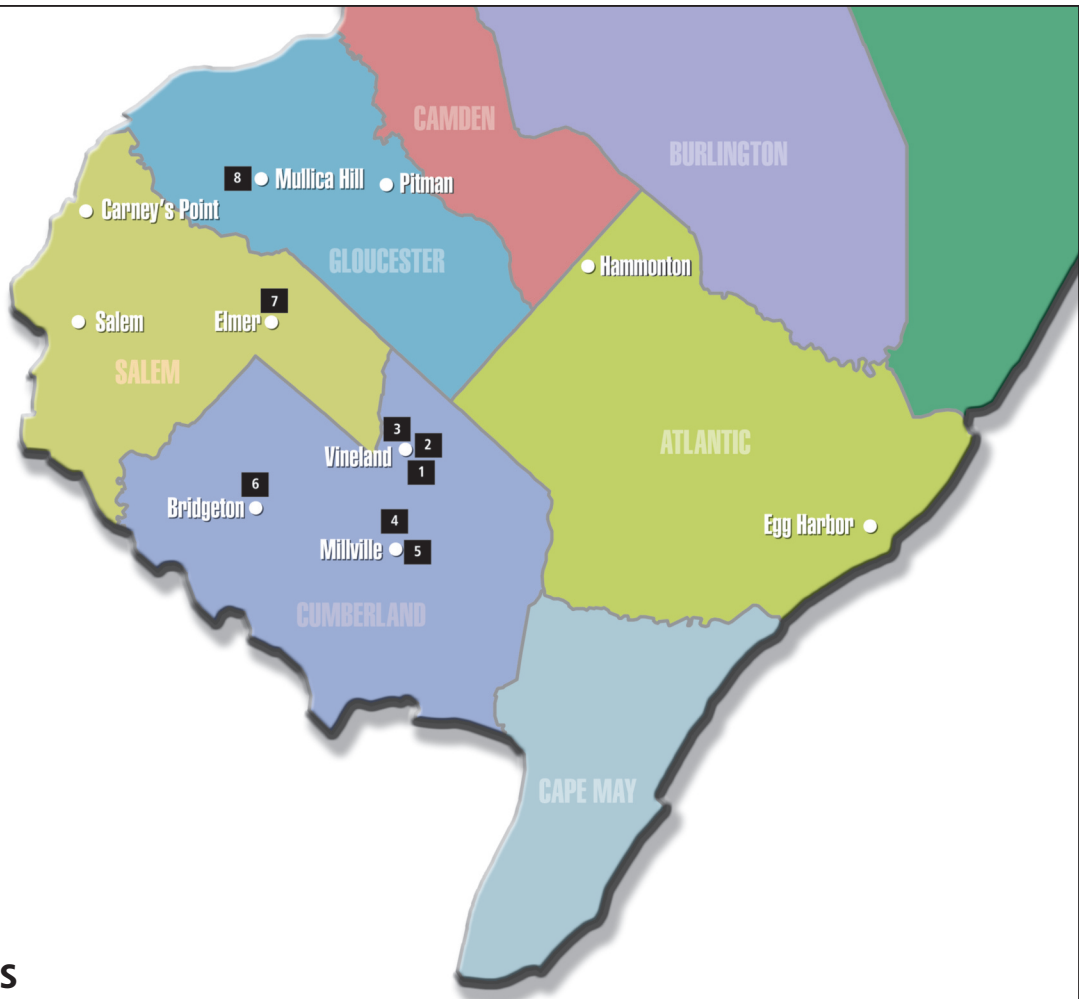 CAMDEN
BURLINGTON
8 Mullica Hill
Pitman
Carney's Point
GLOUCESTER
Hammonton
7
Salem
Elmer
SALEM
3
2
ATLANTIC
Vineland
1
6
Bridgeton
4
Egg Harbor
Millville 5
CUMBERLAND
CAPE MAY
s